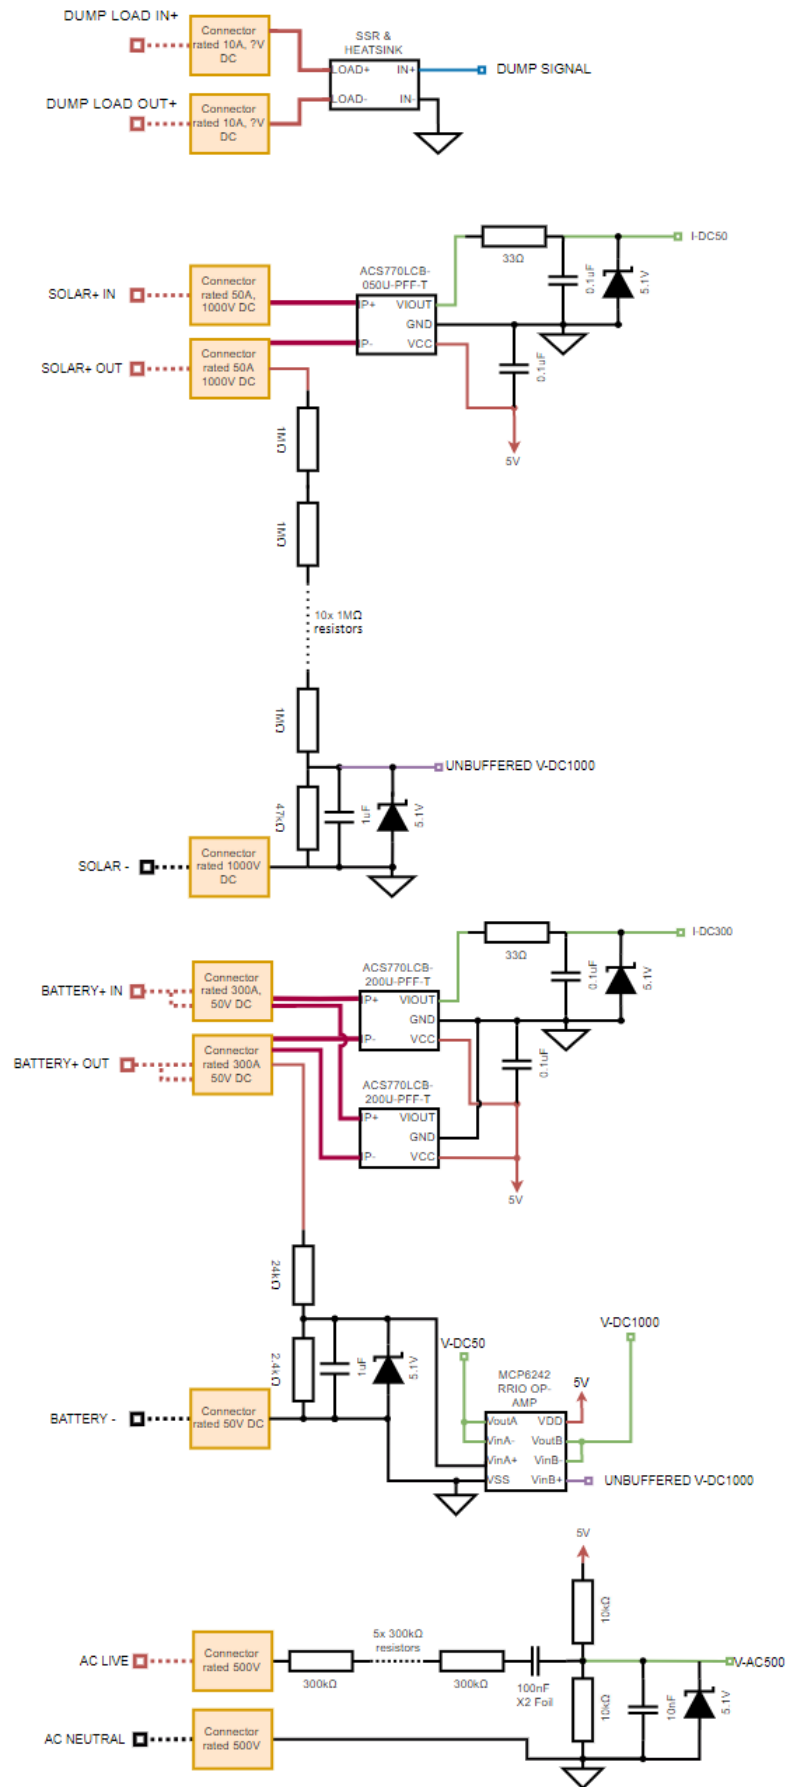 DUMP LOAD IN+
Connector
rated 10A, ?V
DC
SSR &
HEATSINK
LOAD+
IN+
LOAD-
IN-
DUMP SIGNAL
DUMP LOAD OUT+
Connector
rated 10A, ?V
DC
I-DC50
33Ω
0.1uF
5.1V
ACS770LCB-
050U-PFF-T
SOLAR+ IN
Connector
rated 50A,
1000V DC
IP+
VIOUT
GND
IP-
VCC
SOLAR+ OUT
Connector
rated 50A
1000V DC
0.1uF
5V
1MΩ
1MΩ
10x 1MΩ
resistors
1MΩ
UNBUFFERED V-DC1000
47kΩ
1uF
5.1V
SOLAR -
Connector
rated 1000V
DC
I-DC300
33Ω
0.1uF
5.1V
ACS770LCB-
200U-PFF-T
BATTERY+ IN
Connector
rated 300A,
50V DC
IP+
VIOUT
GND
IP-
VCC
BATTERY+ OUT
Connector
rated 300A
50V DC
0.1uF
ACS770LCB-
200U-PFF-T
IP+
VIOUT
GND
IP-
VCC
5V
24kΩ
V-DC1000
V-DC50
2.4kΩ
1uF
5.1V
MCP6242
RRIO OP-
AMP
5V
VoutA
VDD
VinA-
VoutB
VinA+
VinB-
VSS
VinB+
UNBUFFERED V-DC1000
BATTERY -
Connector
rated 50V DC
5V
10kΩ
AC LIVE
Connector
rated 500V
300kΩ
5x 300kΩ
resistors
300kΩ
100nF
X2 Foil
V-AC500
10kΩ
10nF
5.1V
AC NEUTRAL
Connector
rated 500V